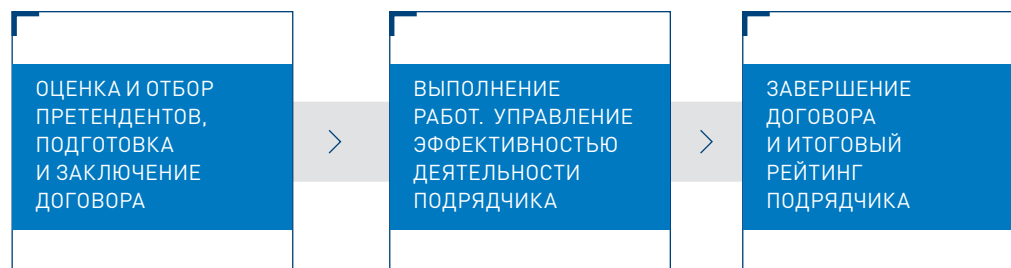 ОЦЕНКА И ОТБОР
ПРЕТЕНДЕНТОВ,
ПОДГОТОВКА
И ЗАКЛЮЧЕНИЕ
ДОГОВОРА
ВЫПОЛНЕНИЕ
РАБОТ. УПРАВЛЕНИЕ
ЭФФЕКТИВНОСТЬЮ
ДЕЯТЕЛЬНОСТИ
ПОДРЯДЧИКА
ЗАВЕРШЕНИЕ
ДОГОВОРА
И ИТОГОВЫЙ
РЕЙТИНГ
ПОДРЯДЧИКА